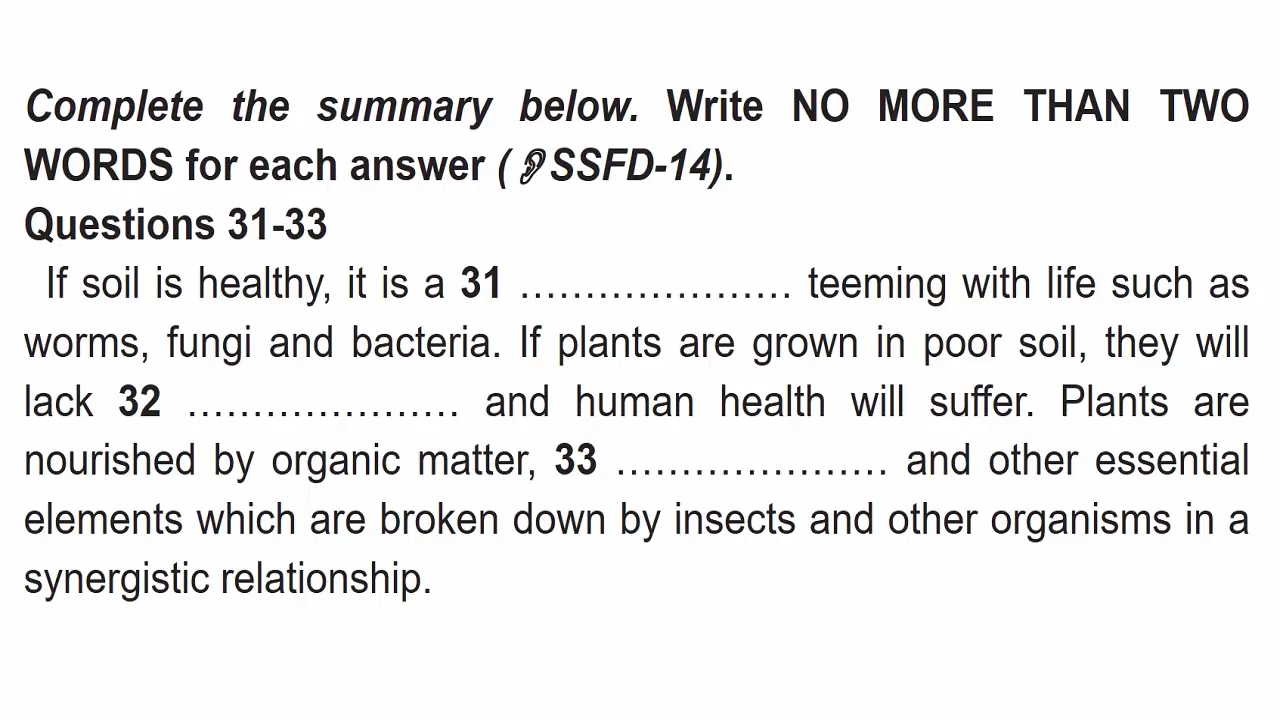 Complete the summary below. Write NO MORE THAN TWO
WORDS for each answer (👂SSFD-14).
Questions 31-33
If soil is healthy, it is a 31 ………………… teeming with life such as
worms, fungi and bacteria. If plants are grown in poor soil, they will
lack 32 ………………… and human health will suffer. Plants are
nourished by organic matter, 33 ………………… and other essential
elements which are broken down by insects and other organisms in a
synergistic relationship.